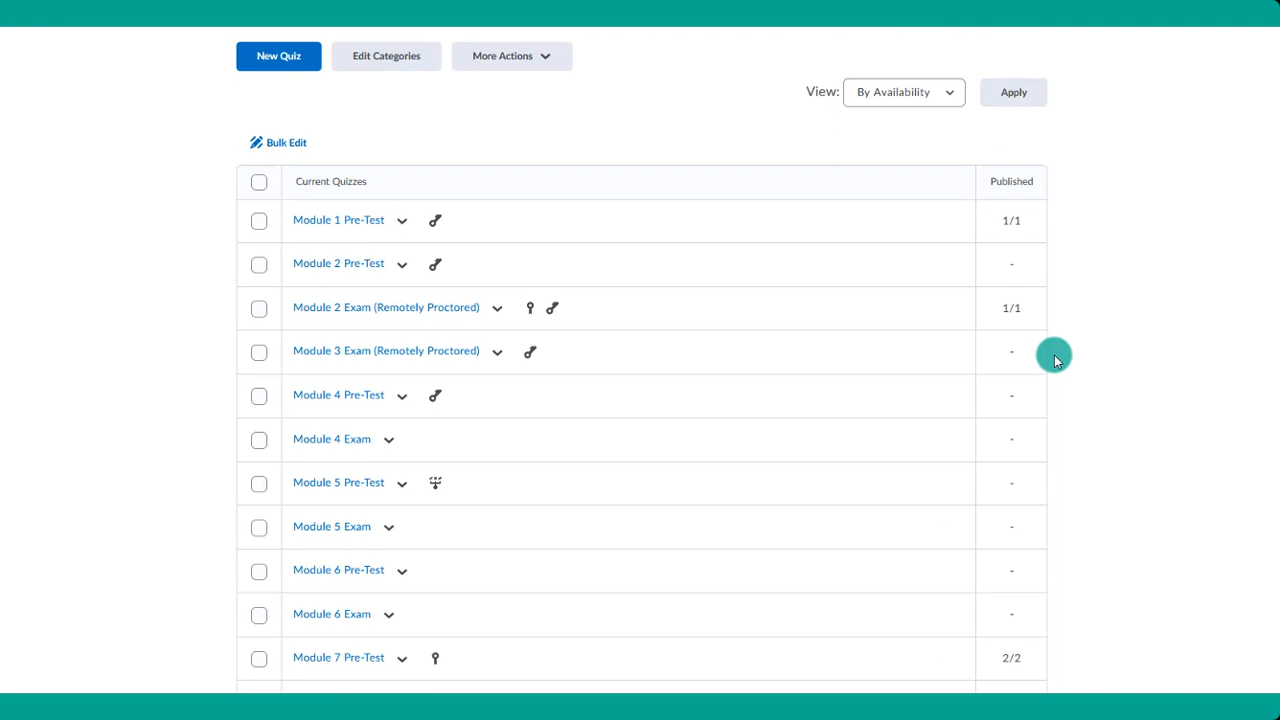 New Quiz Edit Categories More Actions
View: By Availability Apply
Bulk Edit
Current Quizzes Published
Module 1 Pre-Test 1/1
Module 2 Pre-Test -
Module 2 Exam (Remotely Proctored) 1/1
Module 3 Exam (Remotely Proctored) -
Module 4 Pre-Test -
Module 4 Exam -
Module 5 Pre-Test -
Module 5 Exam -
Module 6 Pre-Test -
Module 6 Exam -
Module 7 Pre-Test 2/2